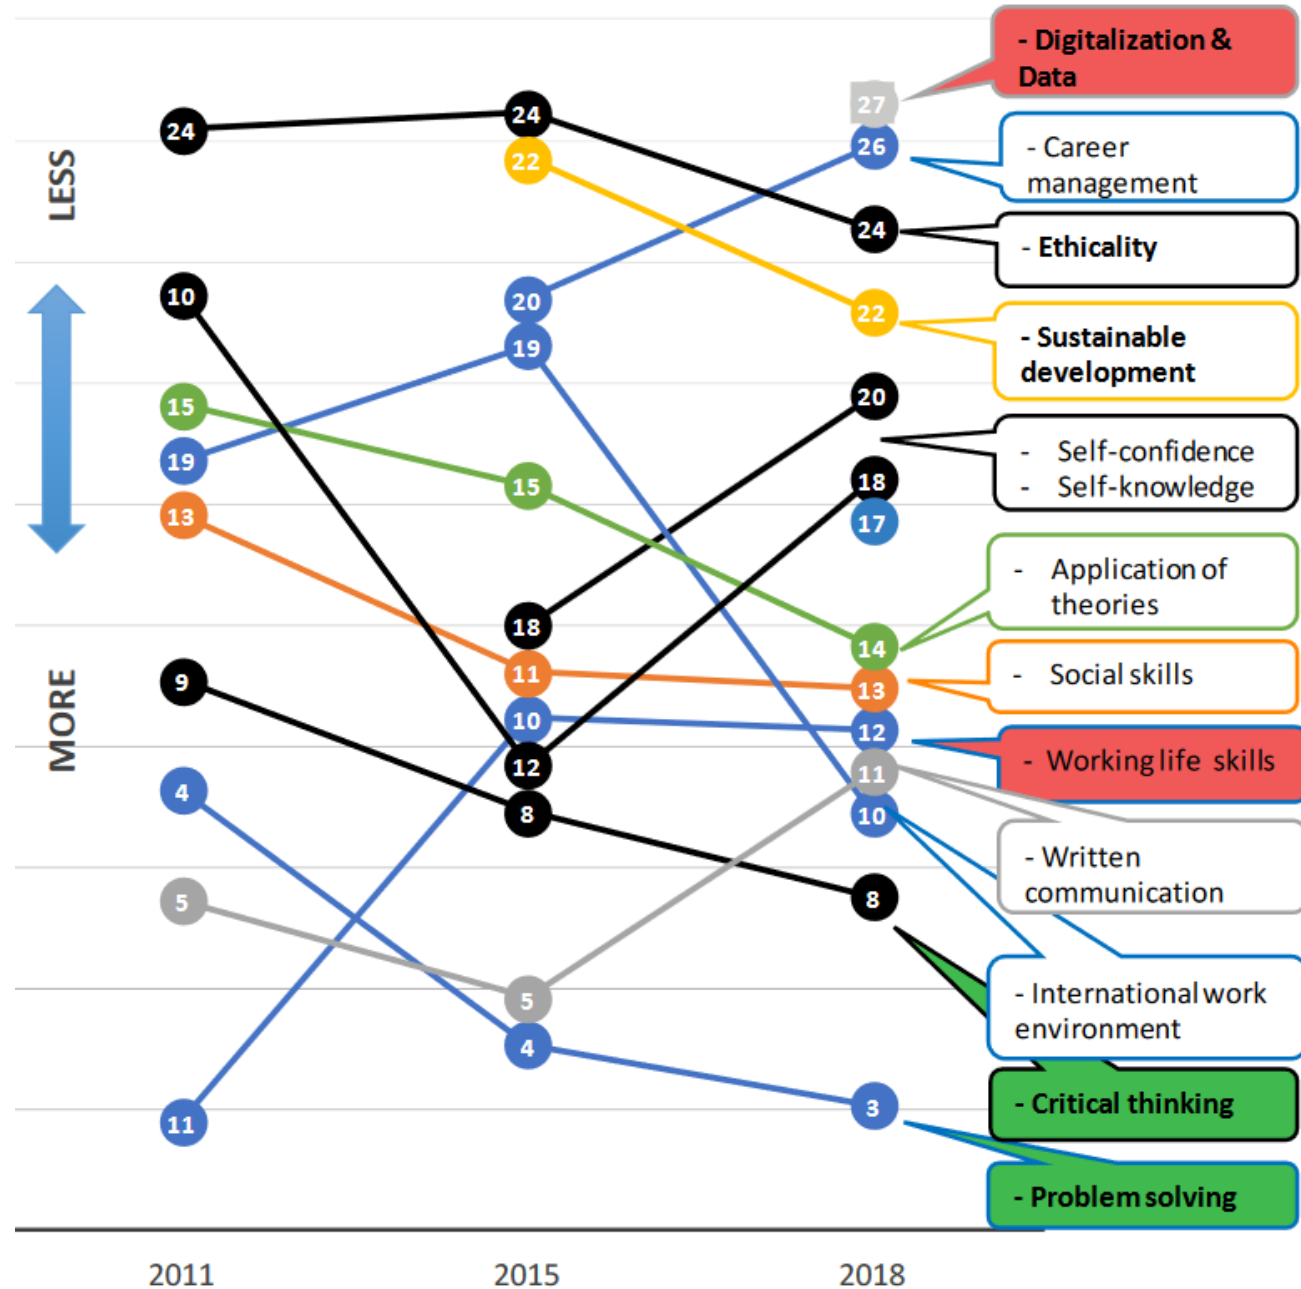 - Digitalization &
Data
27
26
- Career
management
24
24
22
LESS
24
- Ethicality
10
20
22
- Sustainable
development
19
15
20
- Self-confidence
- Self-knowledge
19
18
15
13
17
- Application of
theories
18
14
11
13
- Social skills
9
MORE
10
12
- Working life skills
12
11
4
8
10
- Written
communication
5
8
5
- International work
environment
4
11
3
- Critical thinking
- Problem solving
2011
2015
2018